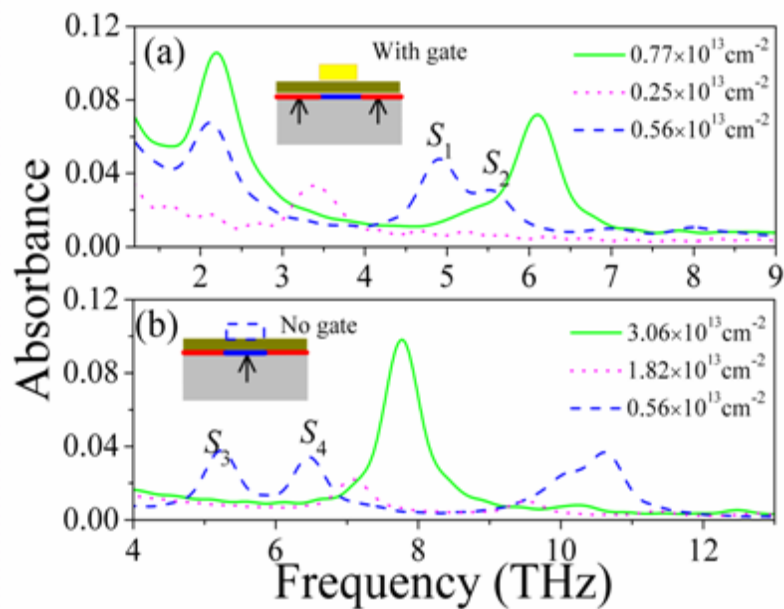 Absorbance
0.12
0.08
0.04
0.00
(a)
With gate
0.77×10¹³cm⁻²
0.25×10¹³cm⁻²
0.56×10¹³cm⁻²
S₁
S₂
2 3 4 5 6 7 8 9
0.12
0.08
0.04
0.00
(b)
No gate
3.06×10¹³cm⁻²
1.82×10¹³cm⁻²
0.56×10¹³cm⁻²
S₃
S₄
4 6 8 10 12
Frequency (THz)